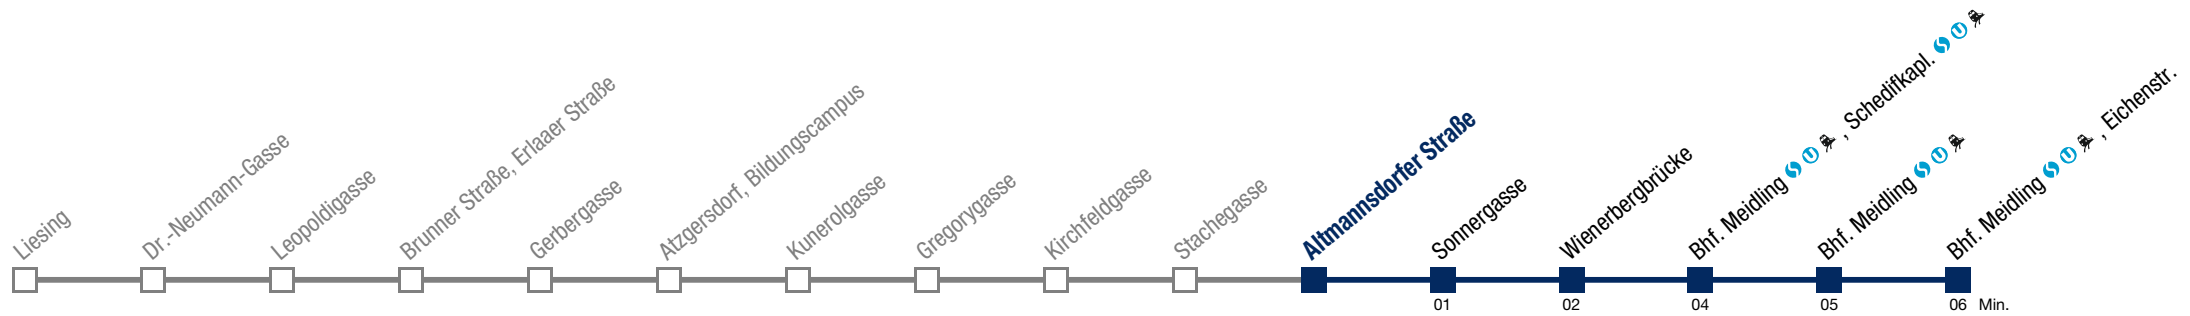 Liesing
Dr.-Neumann-Gasse
Leopoldigasse
Brunner Straße, Erlaaer Straße
Gerbergasse
Atzgersdorf, Bildungscampus
Kunerolgasse
Gregorygasse
Kirchfeldgasse
Stachegasse
Altmannsdorfer Straße
Sonnergasse
Wienerbergbrücke
Bhf. Meidling S U , Schedifkapl. S U
Bhf. Meidling S U
Bhf. Meidling S U , Eichenstr.
01 02 04 05 06 Min.